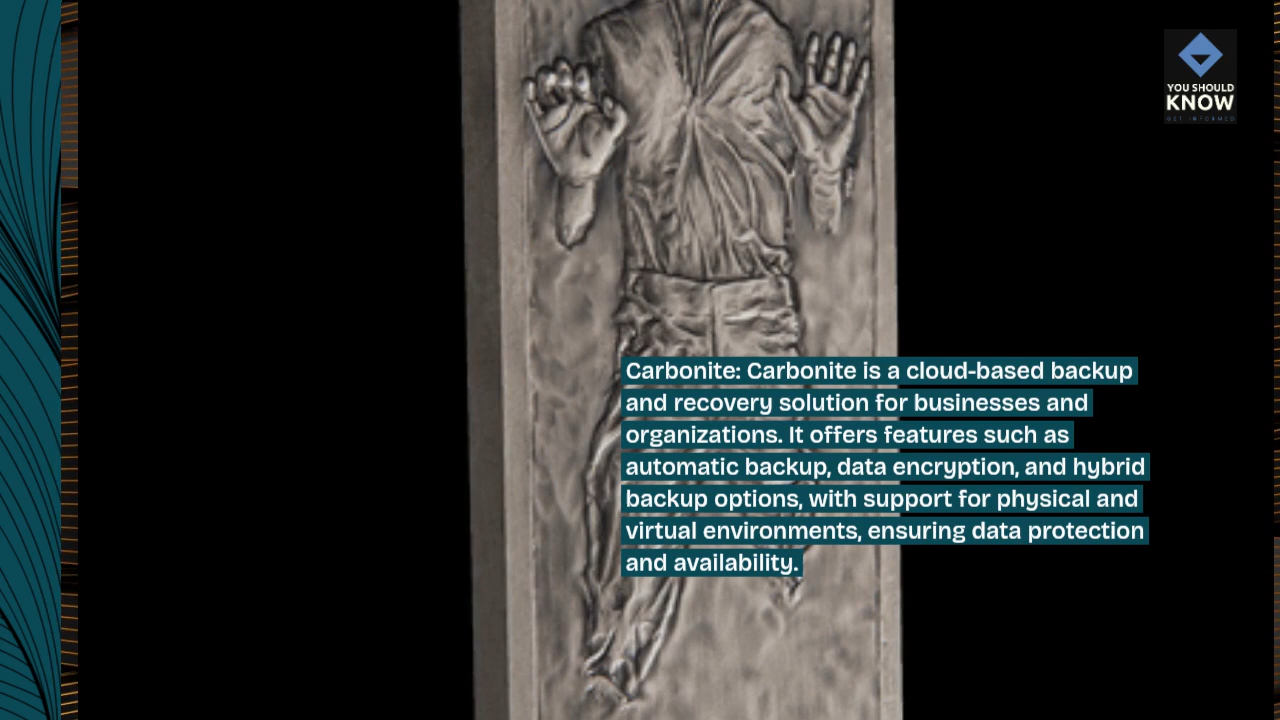 YOU SHOULD
KNOW
GET INFORMED
Carbonite: Carbonite is a cloud-based backup
and recovery solution for businesses and
organizations. It offers features such as
automatic backup, data encryption, and hybrid
backup options, with support for physical and
virtual environments, ensuring data protection
and availability.